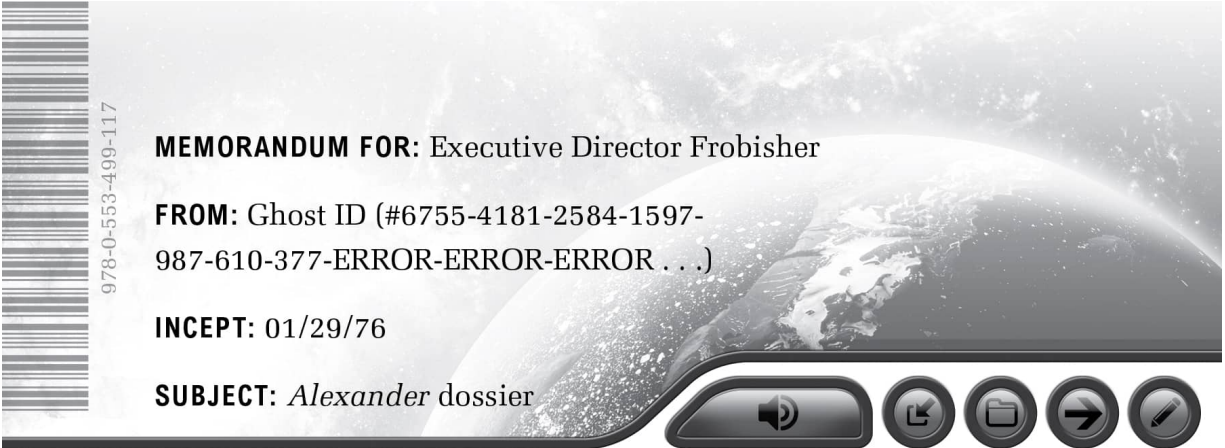 978-0-553-499-117
MEMORANDUM FOR: Executive Director Frobisher
FROM: Ghost ID (#6755-4181-2584-1597-
987-610-377-ERROR-ERROR-ERROR . . .)
INCEPT: 01/29/76
SUBJECT: Alexander dossier